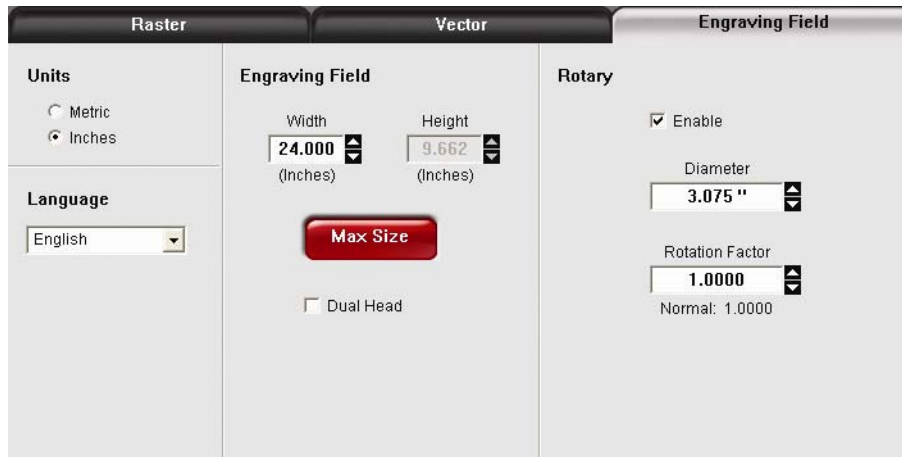 Raster
Vector
Engraving Field
Units
Metric
Inches
Language
English
Engraving Field
Width
24.000
(Inches)
Height
9.662
(Inches)
Max Size
Dual Head
Rotary
Enable
Diameter
3.075 "
Rotation Factor
1.0000
Normal: 1.0000